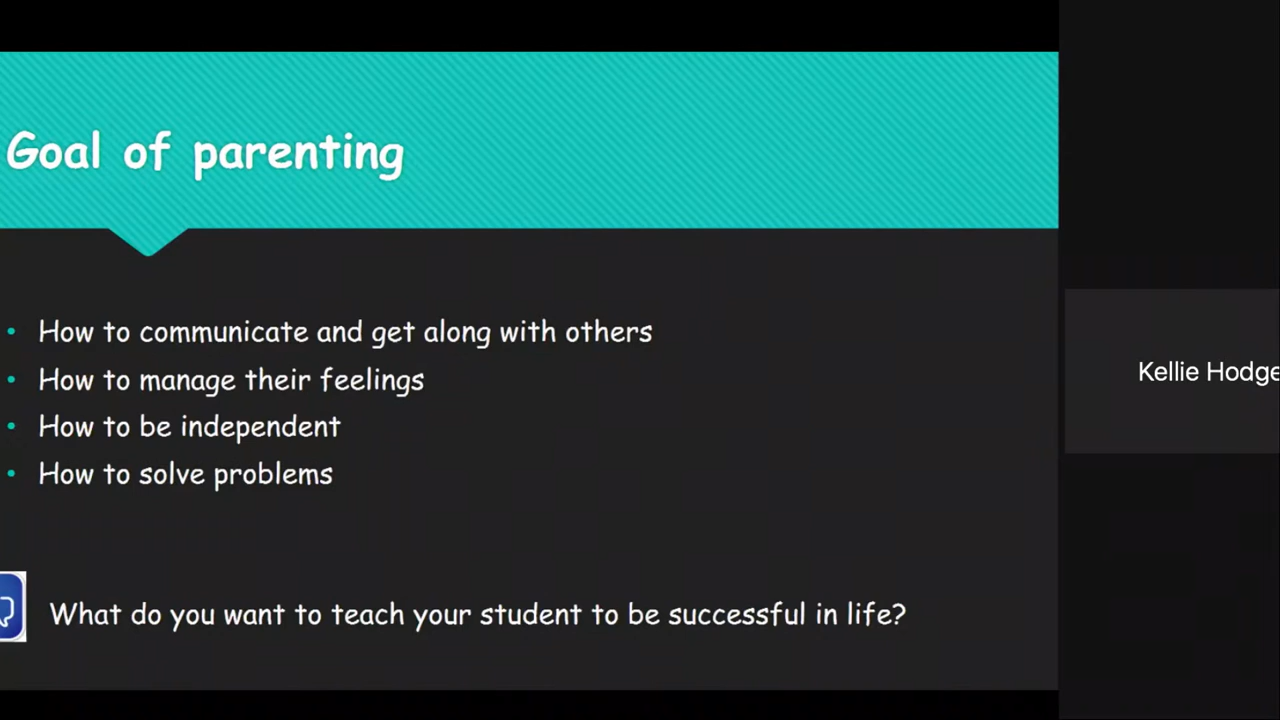 Goal of parenting
• How to communicate and get along with others
• How to manage their feelings
• How to be independent
• How to solve problems
What do you want to teach your student to be successful in life?
Kellie Hodge